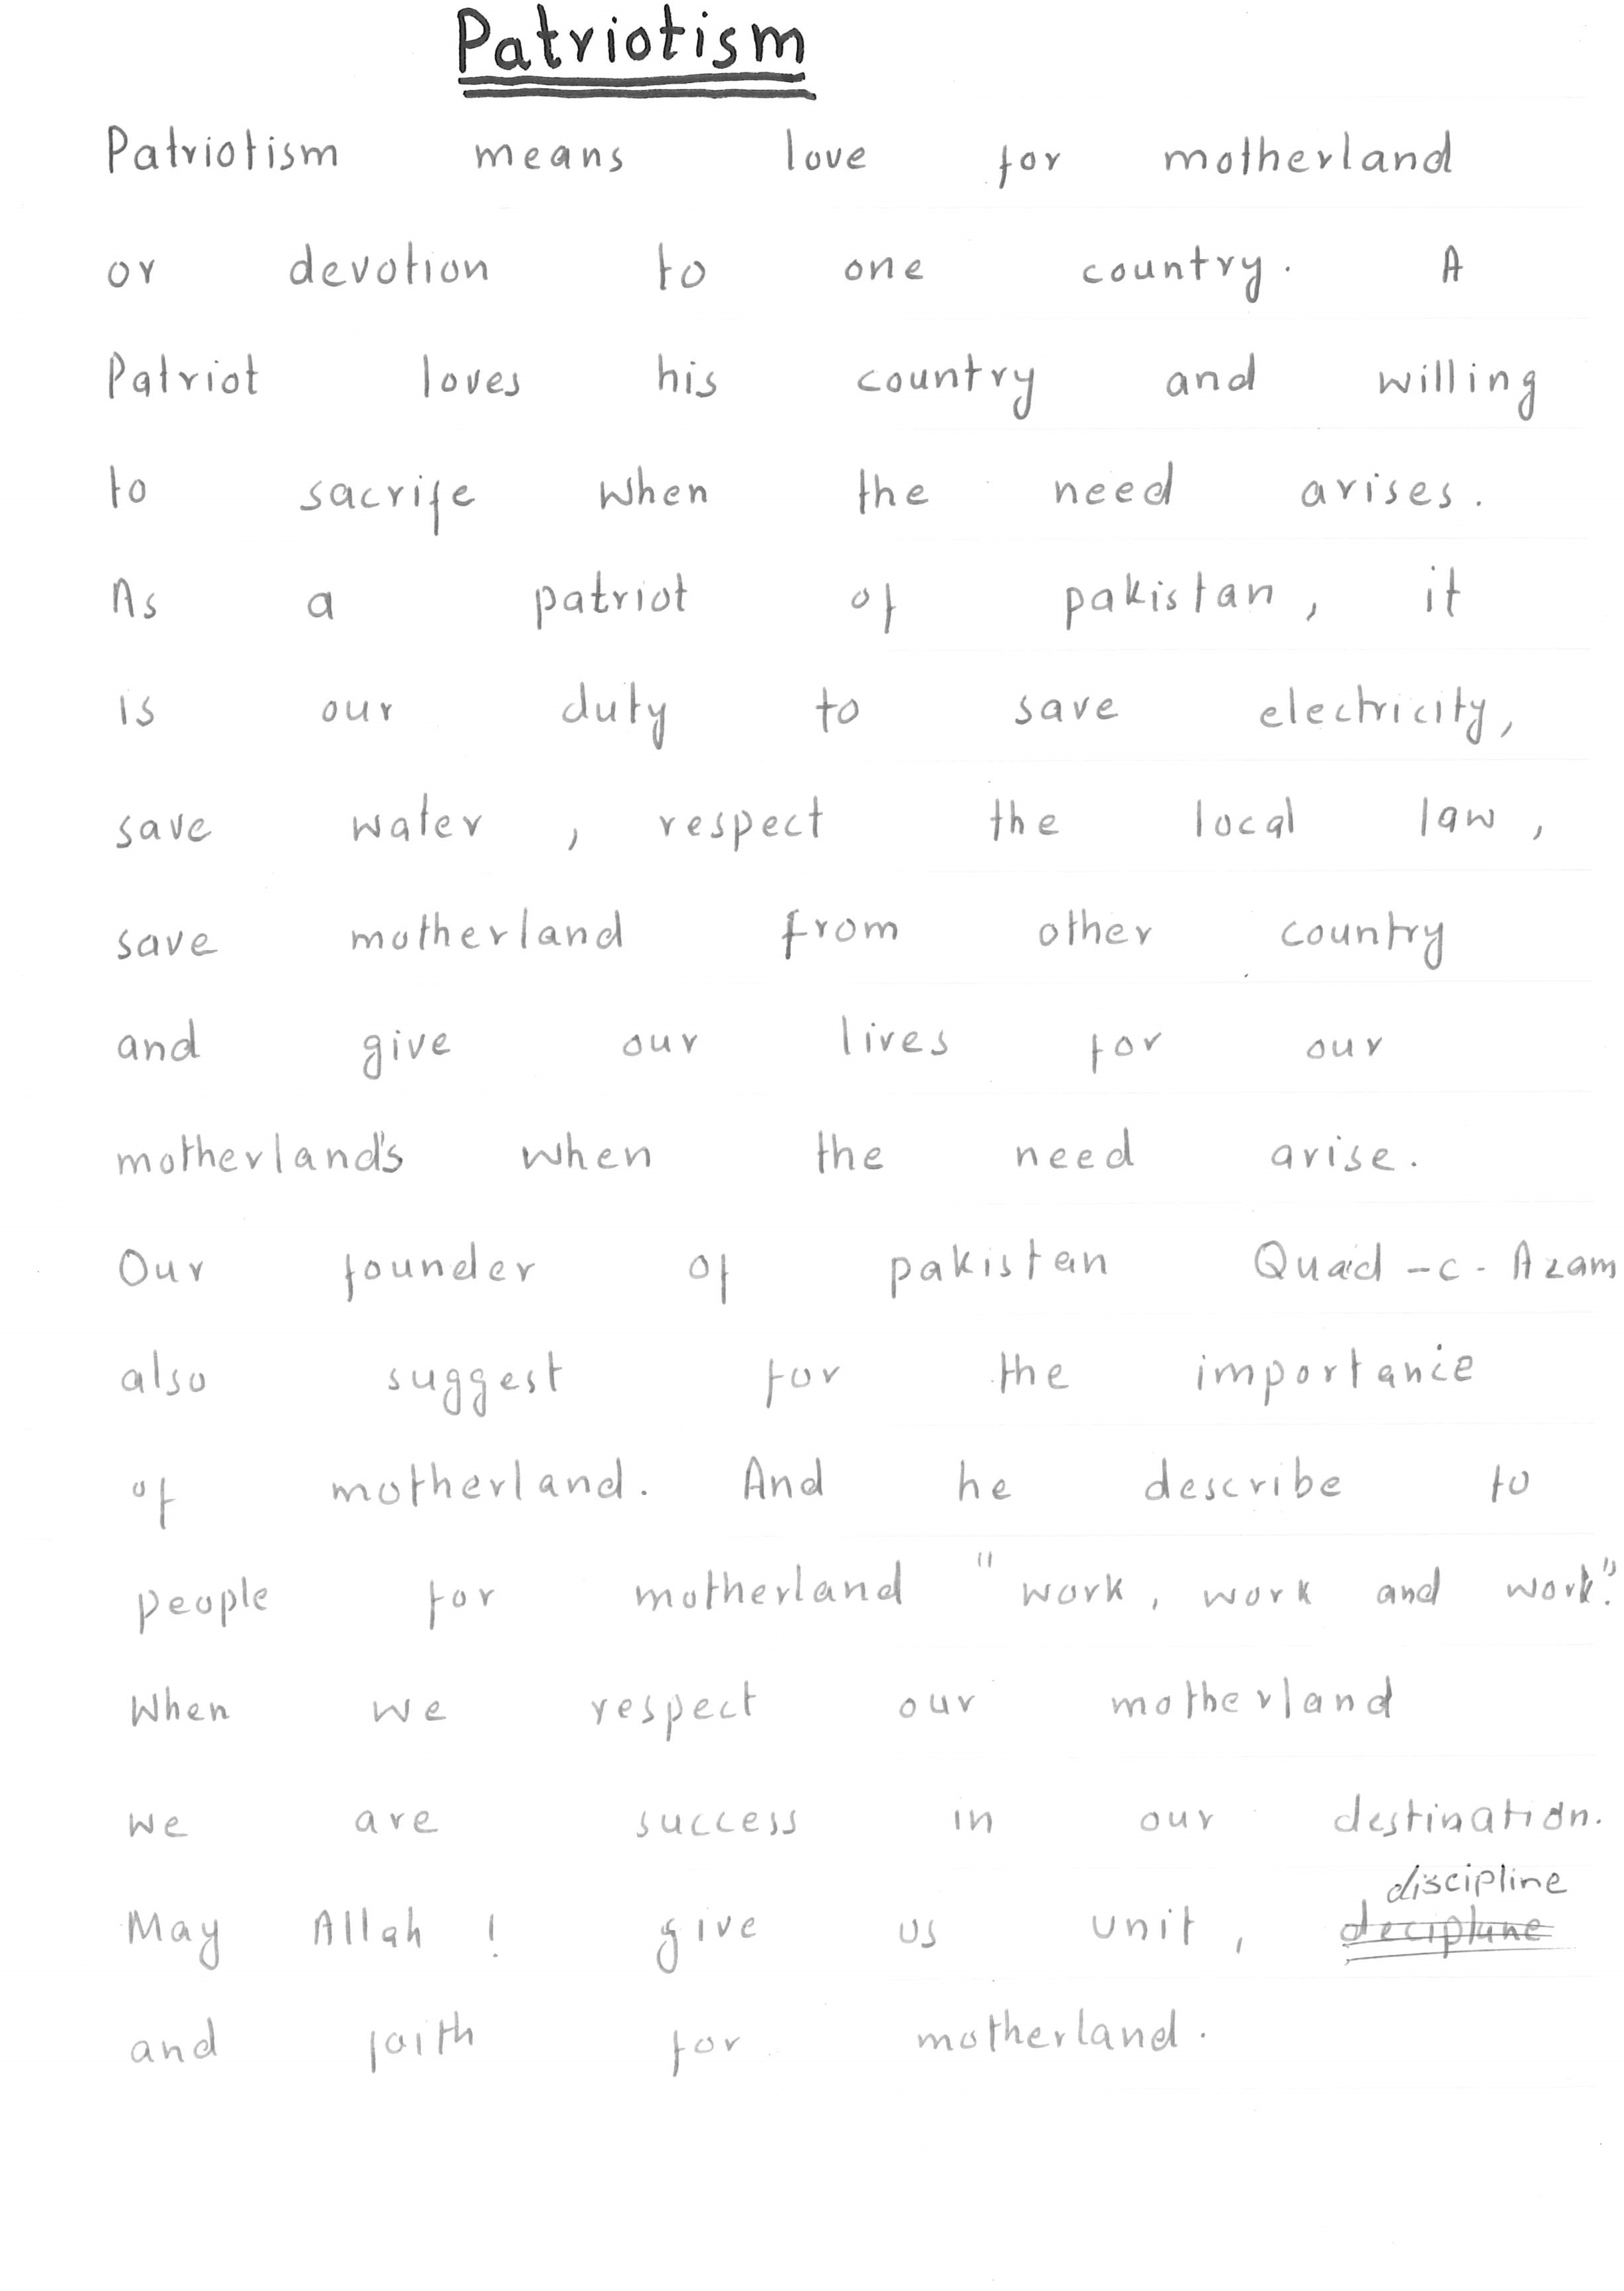 Patriotism
Patriotism means love for motherland
or devotion to one country. A
Patriot loves his country and willing
to sacrife when the need arises.
As a patriot of pakistan, it
is our duty to save electricity,
save water, respect the local law,
save motherland from other country
and give our lives for our
motherland's when the need arise.
Our founder of pakistan Quaid-e-Azam
also suggest for the importance
of motherland. And he describe to
people for motherland "work, work and work".
When we respect our motherland
we are success in our destination.
discipline
May Allah! give us unit, decipline
and faith for motherland.